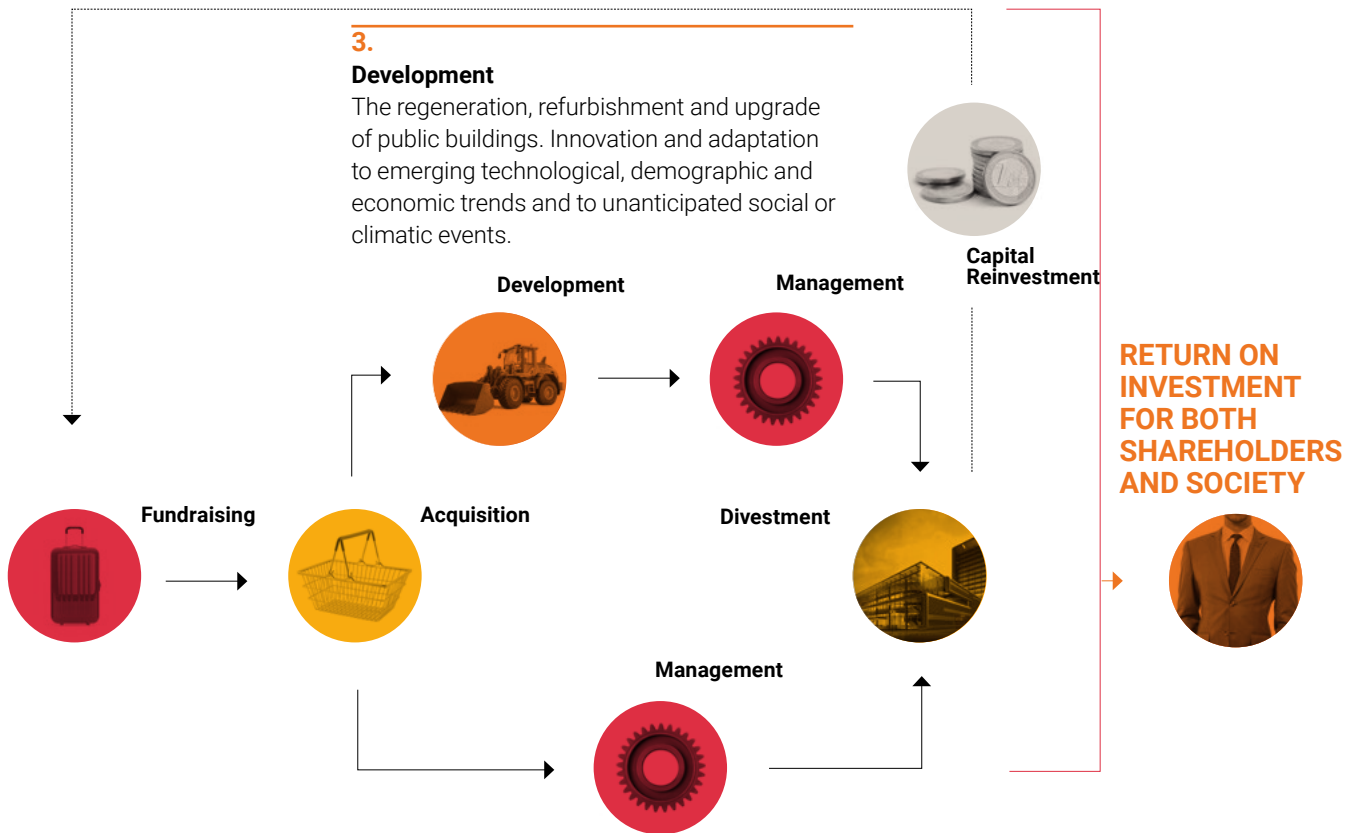 3.
Development
The regeneration, refurbishment and upgrade
of public buildings. Innovation and adaptation
to emerging technological, demographic and
economic trends and to unanticipated social or
climatic events.
Capital
Reinvestment
Development
Management
RETURN ON
INVESTMENT
FOR BOTH
SHAREHOLDERS
AND SOCIETY
Fundraising
Acquisition
Divestment
Management